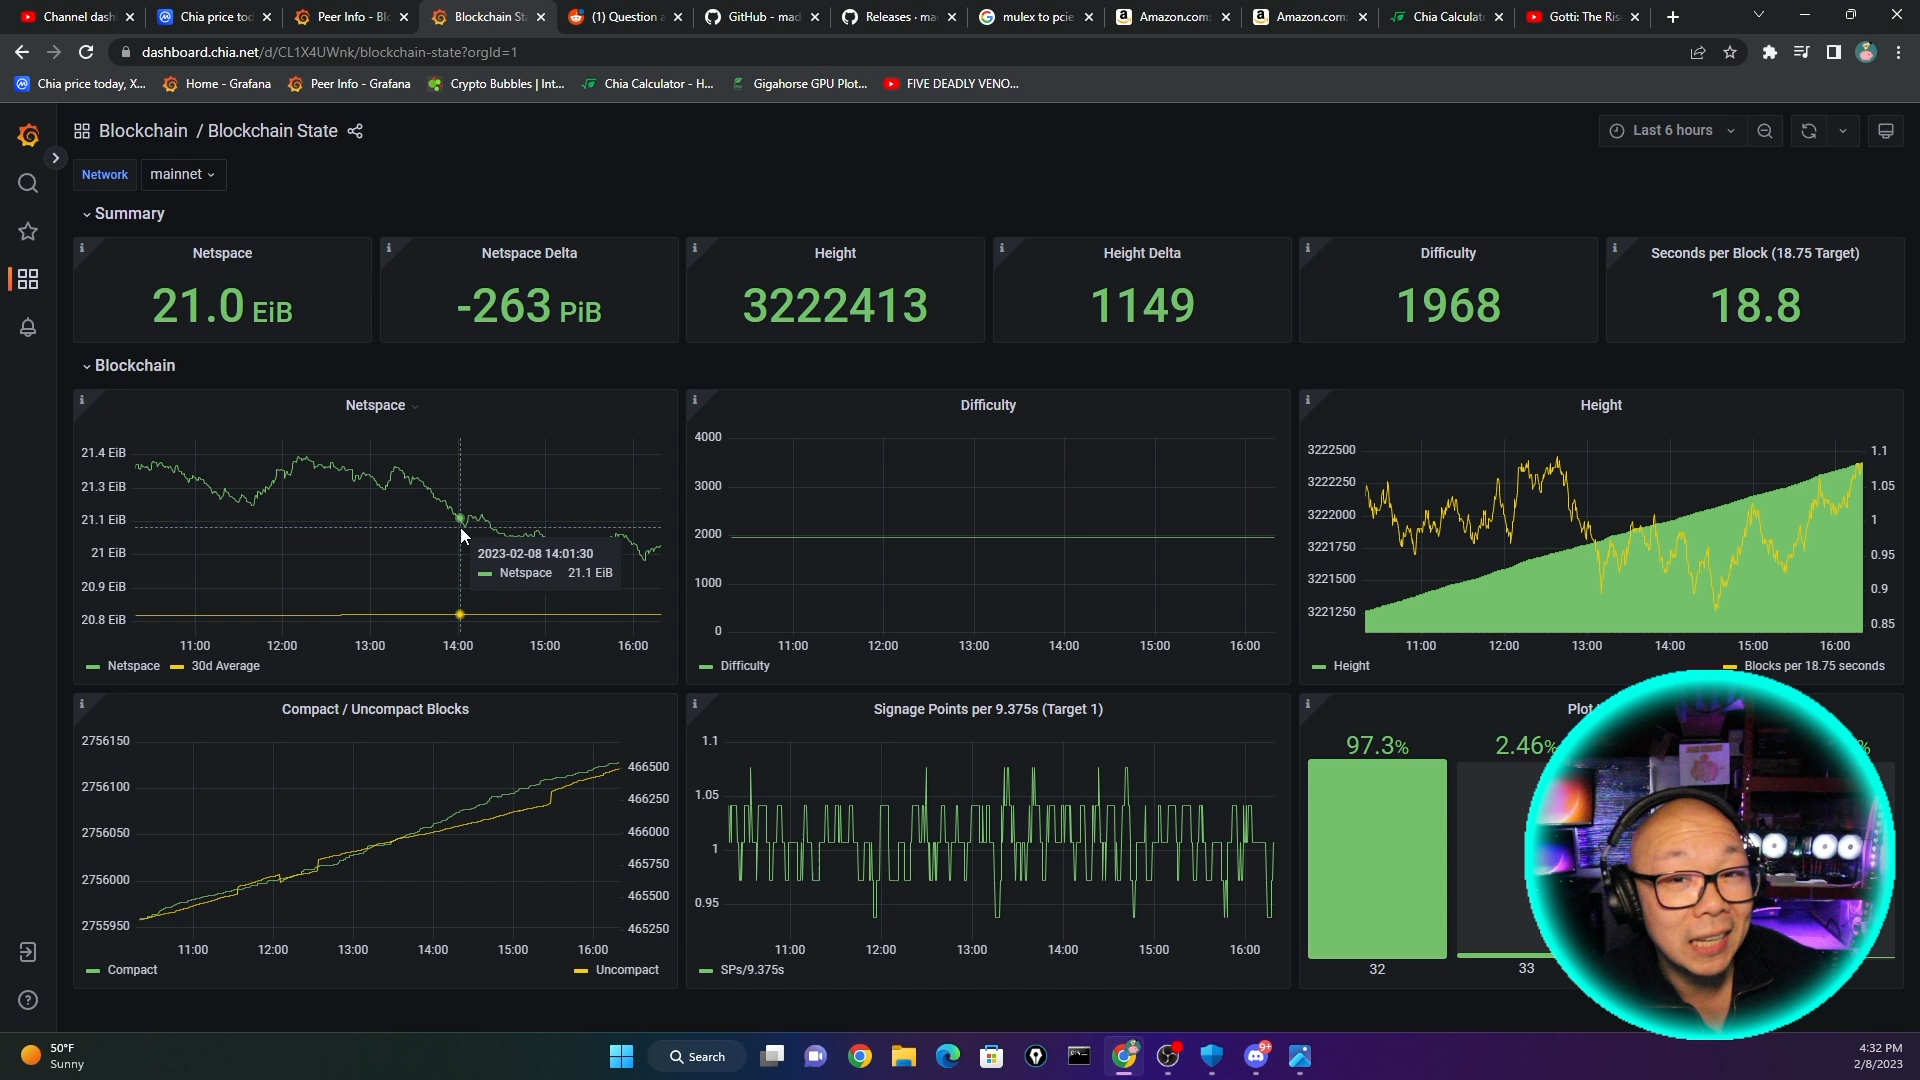 Channel dash
Chia price tod
Peer Info - Bl
Blockchain St
(1) Question
GitHub - mad
Releases · ma
mulex to pcie
Amazon.com:
Amazon.com:
Chia Calculat
Gotti: The Ris
dashboard.chia.net/d/CL1X4UWnk/blockchain-state?orgId=1
Chia price today, X...
Home - Grafana
Peer Info - Grafana
Crypto Bubbles | Int...
Chia Calculator - H...
Gigahorse GPU Plot...
FIVE DEADLY VENO...
Blockchain / Blockchain State
Last 6 hours
Network
mainnet
Summary
Netspace
21.0 EiB
Netspace Delta
-263 PiB
Height
3222413
Height Delta
1149
Difficulty
1968
Seconds per Block (18.75 Target)
18.8
Blockchain
Netspace
21.4 EiB
21.3 EiB
21.1 EiB
21 EiB
20.9 EiB
20.8 EiB
2023-02-08 14:01:30
Netspace 21.1 EiB
11:00 12:00 13:00 14:00 15:00 16:00
Netspace 30d Average
Difficulty
4000
3000
2000
1000
0
11:00 12:00 13:00 14:00 15:00 16:00
Difficulty
Height
3222500 1.1
3222250 1.05
3222000 1
3221750 0.95
3221500 0.9
3221250 0.85
11:00 12:00 13:00 14:00 15:00 16:00
Height Blocks per 18.75 seconds
Compact / Uncompact Blocks
2756150
2756100
2756050
2756000
2755950
466500
466250
466000
465750
465500
465250
11:00 12:00 13:00 14:00 15:00 16:00
Compact Uncompact
Signage Points per 9.375s (Target 1)
1.1
1.05
1
0.95
11:00 12:00 13:00 14:00 15:00 16:00
SPs/9.375s
Plot
97.3% 2.46% %
32 33
50°F
Sunny
Search
9+
4:32 PM
2/8/2023